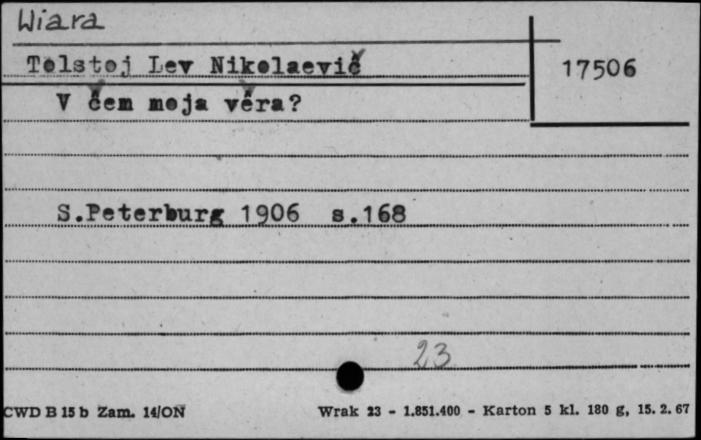 Wiara
Tolstoj Lev Nikolaevič
17506
V čem moja věra?
S.Peterburg 1906 s.168
23
CWD B 15 b Zam. 14/ON
Wrak 23 - 1.851.400 - Karton 5 kl. 180 g, 15. 2. 67